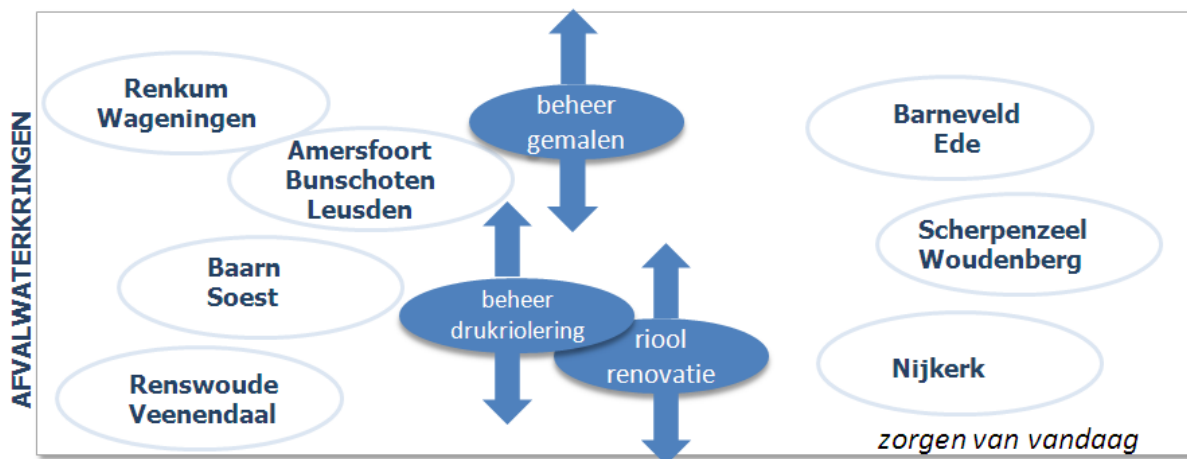 AFVALWATERKRINGEN
Renkum
Wageningen
Amersfoort
Bunschoten
Leusden
Baarn
Soest
Renswoude
Veenendaal
beheer
gemalen
beheer
drukriolering
riool
renovatie
Barneveld
Ede
Scherpenzeel
Woudenberg
Nijkerk
zorgen van vandaag